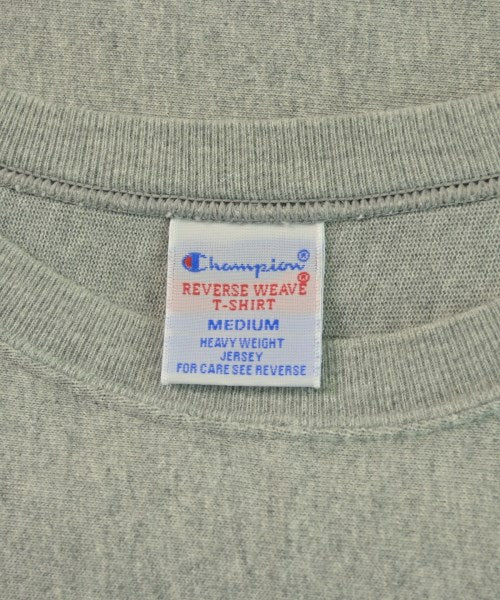 Champion®
REVERSE WEAVE®
T-SHIRT
MEDIUM
HEAVY WEIGHT
JERSEY
FOR CARE SEE REVERSE